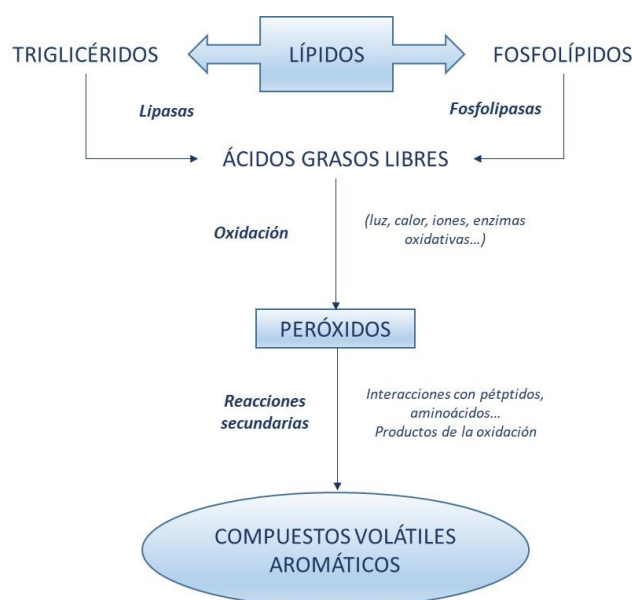 TRIGLICÉRIDOS
LÍPIDOS
FOSFOLÍPIDOS
Lipasas
Fosfolipasas
ÁCIDOS GRASOS LIBRES
Oxidación
(luz, calor, iones, enzimas
oxidativas...)
PERÓXIDOS
Reacciones
secundarias
Interacciones con pétptidos,
aminoácidos...
Productos de la oxidación
COMPUESTOS VOLÁTILES
AROMÁTICOS